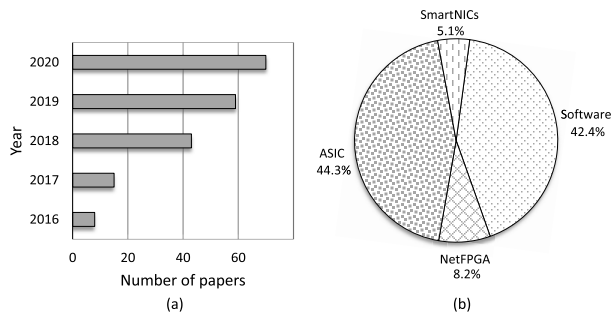 2020
2019
2018
2017
2016
Year
0 20 40 60
Number of papers
(a)
SmartNICs
5.1%
Software
42.4%
ASIC
44.3%
NetFPGA
8.2%
(b)